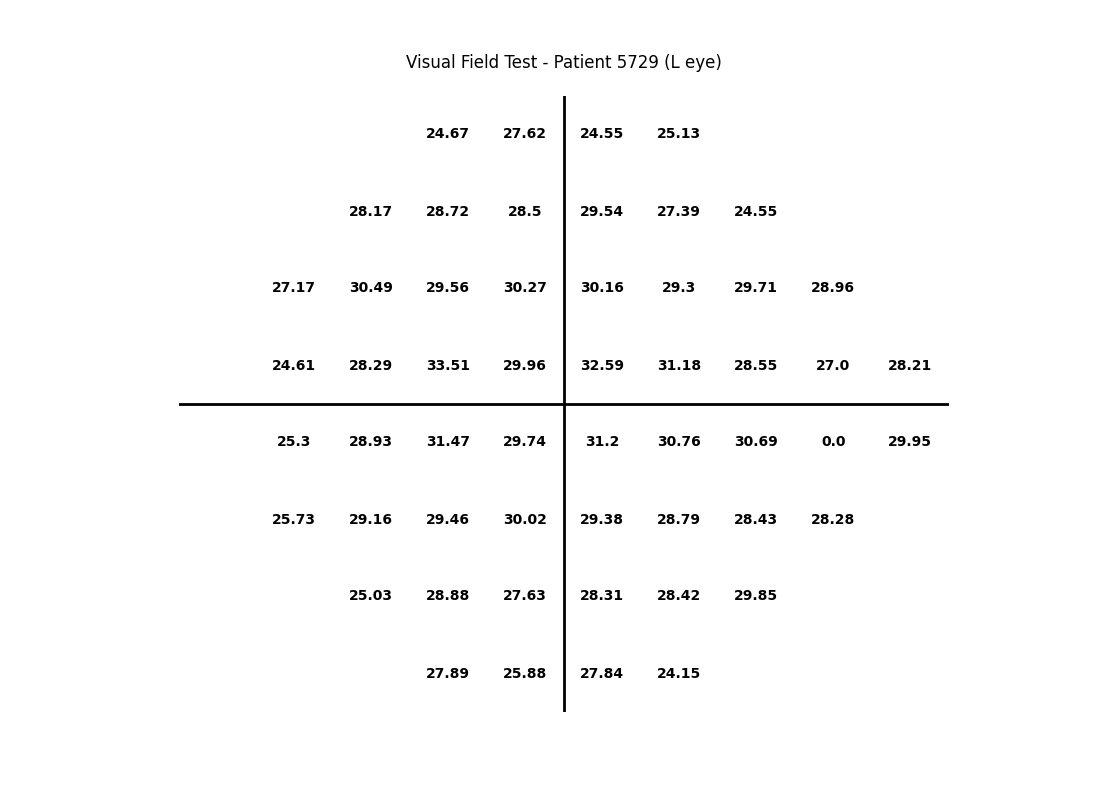 Visual Field Test - Patient 5729 (L eye)
24.67 27.62 24.55 25.13
28.17 28.72 28.5 29.54 27.39 24.55
27.17 30.49 29.56 30.27 30.16 29.3 29.71 28.96
24.61 28.29 33.51 29.96 32.59 31.18 28.55 27.0 28.21
25.3 28.93 31.47 29.74 31.2 30.76 30.69 0.0 29.95
25.73 29.16 29.46 30.02 29.38 28.79 28.43 28.28
25.03 28.88 27.63 28.31 28.42 29.85
27.89 25.88 27.84 24.15